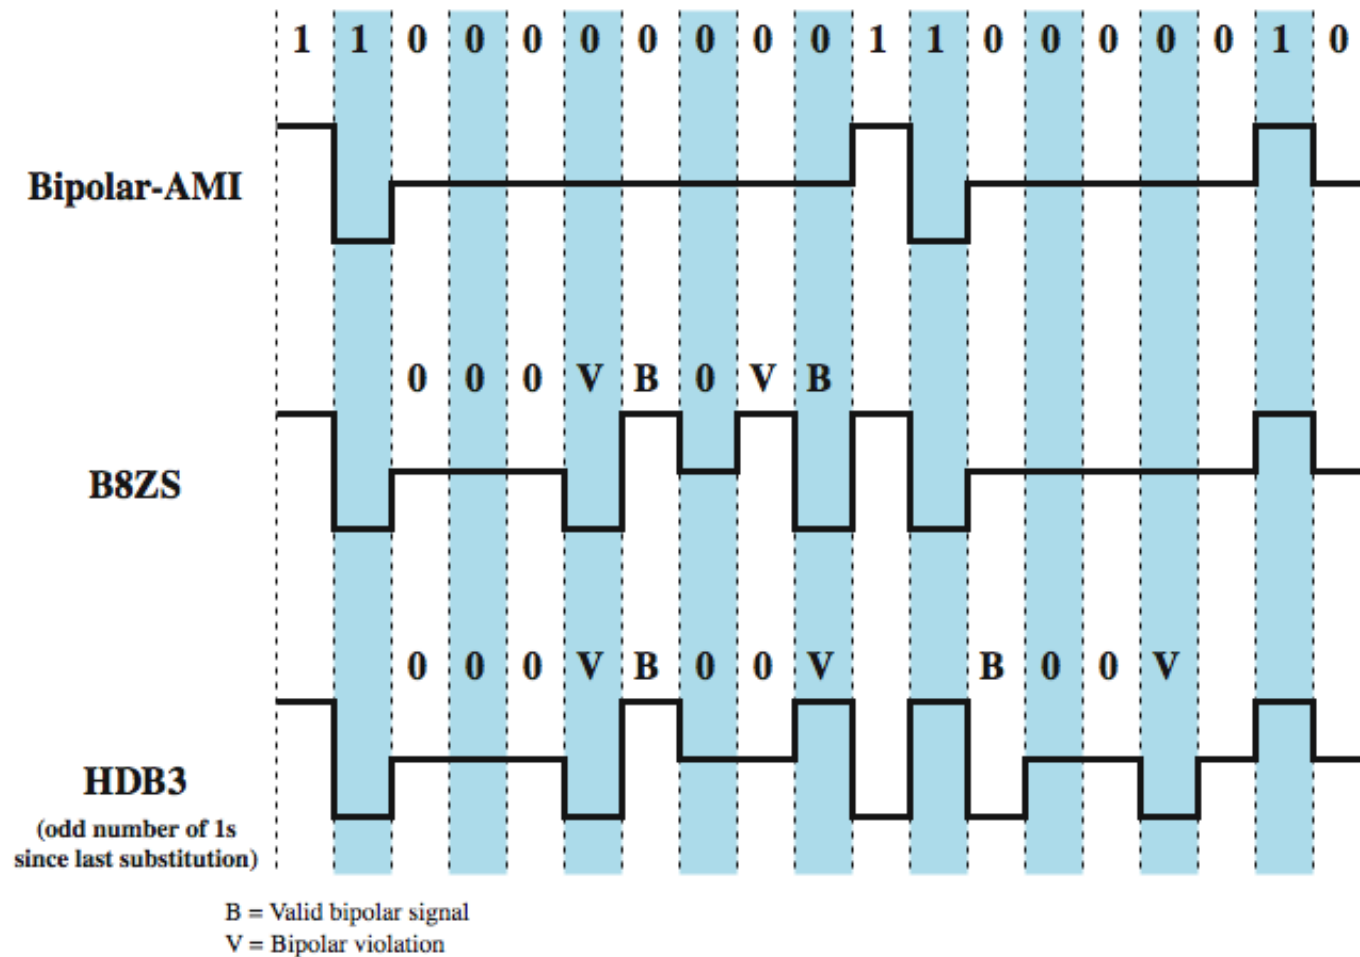 1 1 0 0 0 0 0 0 0 0 1 1 0 0 0 0 0 1 0
Bipolar-AMI
0 0 0 V B 0 V B
B8ZS
0 0 0 V B 0 0 V B 0 0 V
HDB3
(odd number of 1s
since last substitution)
B = Valid bipolar signal
V = Bipolar violation